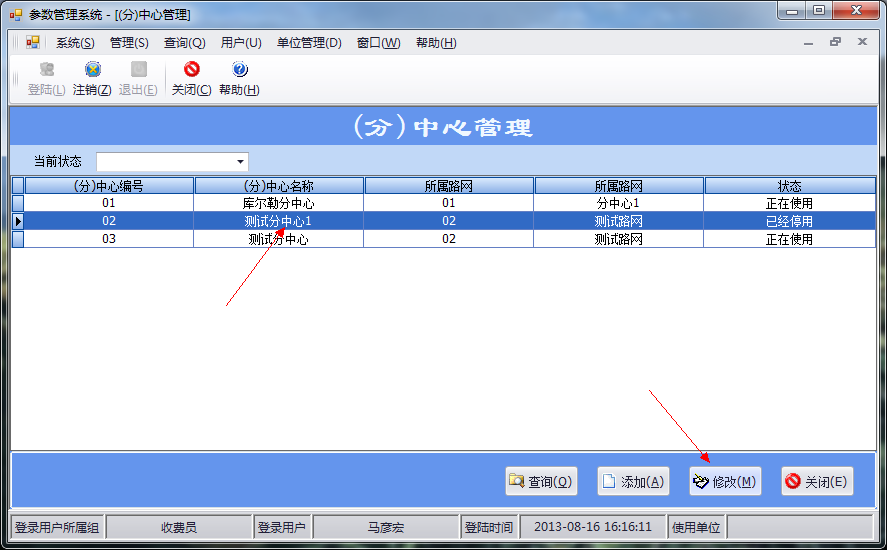 参数管理系统 - [(分)中心管理]
系统(S) 管理(S) 查询(Q) 用户(U) 单位管理(D) 窗口(W) 帮助(H)
登陆(L) 注销(Z) 退出(E) 关闭(C) 帮助(H)
(分)中心管理
当前状态
(分)中心编号 (分)中心名称 所属路网 所属路网 状态
01 库尔勒分中心 01 分中心1 正在使用
02 测试分中心1 02 测试路网 已经停用
03 测试分中心 02 测试路网 正在使用
查询(Q) 添加(A) 修改(M) 关闭(E)
登录用户所属组 收费员 登录用户 马彦宏 登陆时间 2013-08-16 16:16:11 使用单位